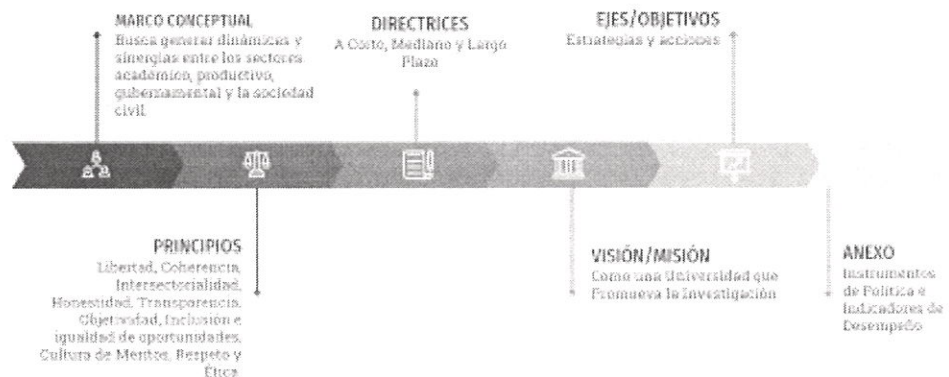 MARCO CONCEPTUAL
Busca generar dinámicas y
sinergias entre los sectores
académico, productivo,
gubernamental y la sociedad
civil.
DIRECTRICES
A Costo, Mediano y Largo
Plazo
EJES/OBJETIVOS
Estrategias y acciones
PRINCIPIOS
Libertad, Coherencia,
Intersectorialidad,
Honestidad, Transparencia,
Objetividad, Inclusión e
igualdad de oportunidades,
Cultura de Mentos, Respeto y
Ética
VISIÓN/MISIÓN
Como una Universidad que
Promueva la Investigación
ANEXO
Instrumentos
de Política e
Indicadores de
Desempeño